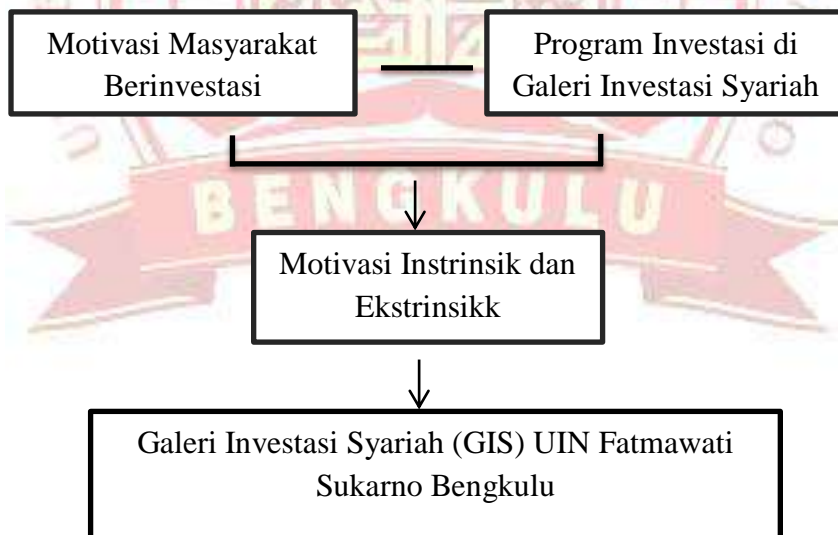 Motivasi Masyarakat
Berinvestasi
Program Investasi di
Galeri Investasi Syariah
BENGKULU
Motivasi Instrinsik dan
Ekstrinsikk
Galeri Investasi Syariah (GIS) UIN Fatmawati
Sukarno Bengkulu